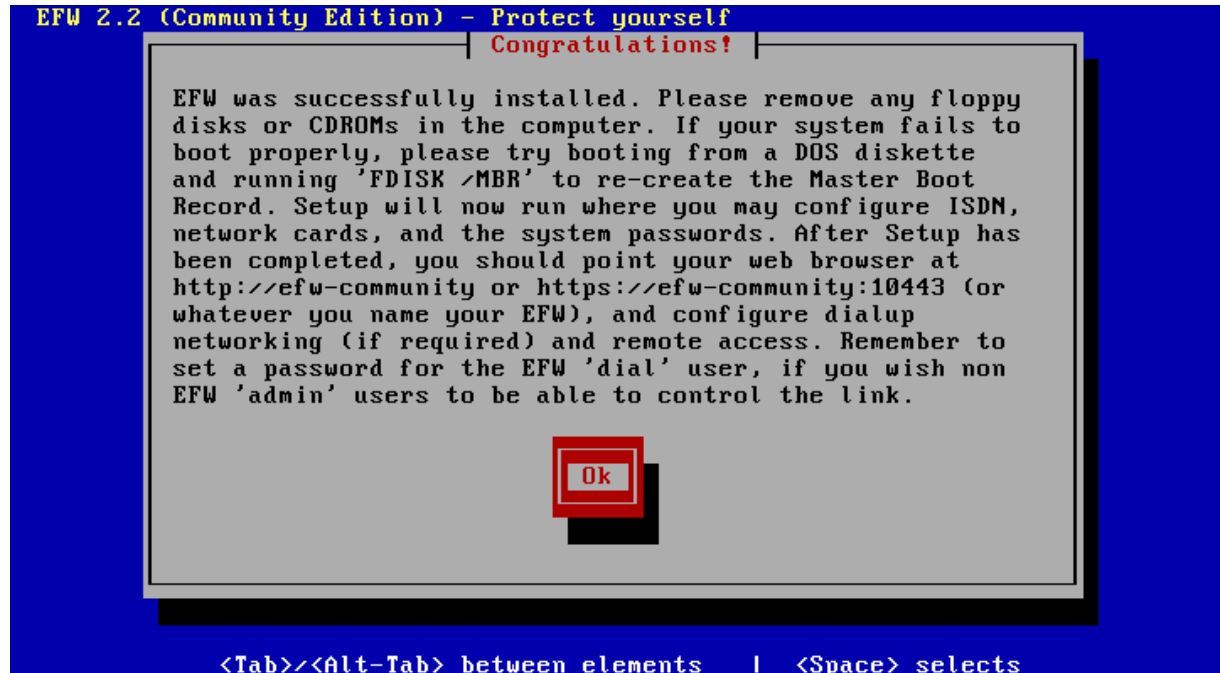 EFW 2.2 (Community Edition) - Protect yourself
Congratulations!
EFW was successfully installed. Please remove any floppy
disks or CDROMs in the computer. If your system fails to
boot properly, please try booting from a DOS diskette
and running 'FDISK /MBR' to re-create the Master Boot
Record. Setup will now run where you may configure ISDN,
network cards, and the system passwords. After Setup has
been completed, you should point your web browser at
http://efw-community or https://efw-community:10443 (or
whatever you name your EFW), and configure dialup
networking (if required) and remote access. Remember to
set a password for the EFW 'dial' user, if you wish non
EFW 'admin' users to be able to control the link.
Ok
<Tab>/<Alt-Tab> between elements | <Space> selects